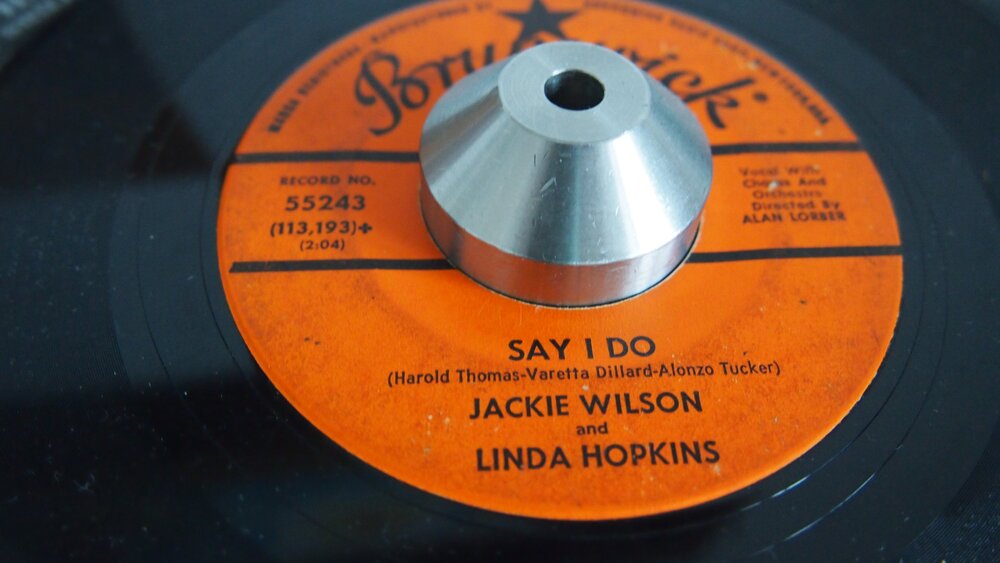 Brunswick
RECORD NO.
55243
(113,193)+
(2:04)
Vocal With
Chorus And
Orchestra
Directed By
ALAN LORBER
SAY I DO
(Harold Thomas-Varetta Dillard-Alonzo Tucker)
JACKIE WILSON
and
LINDA HOPKINS